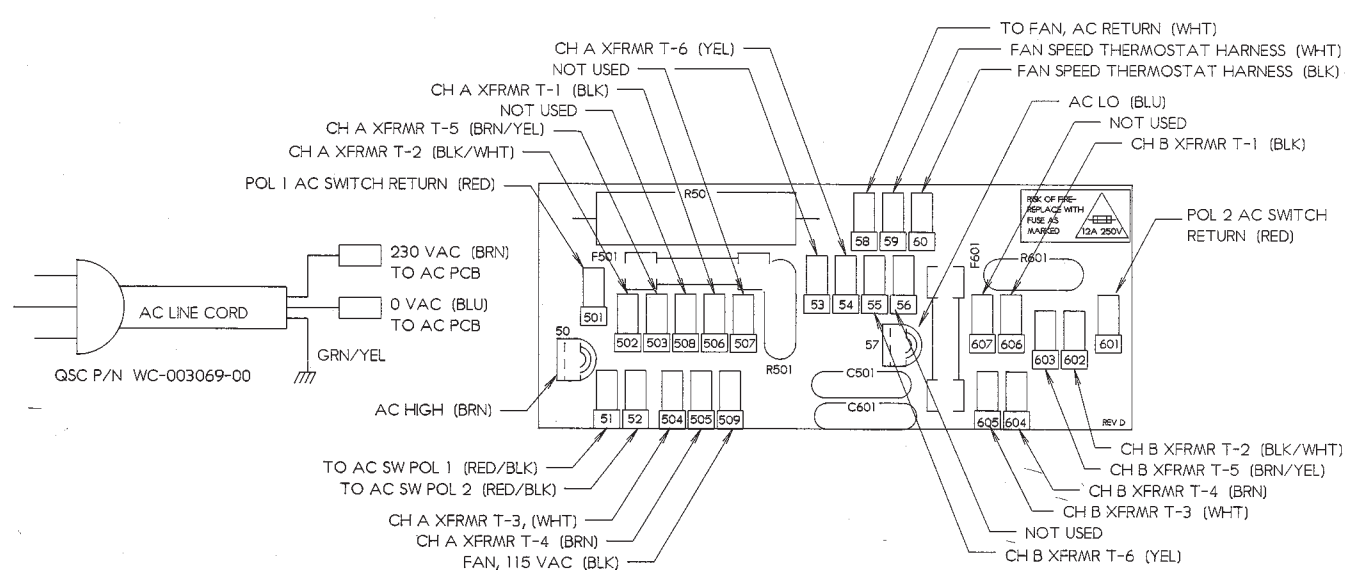 TO FAN, AC RETURN (WHT)
CH A XFRMR T-6 (YEL)
FAN SPEED THERMOSTAT HARNESS (WHT)
NOT USED
FAN SPEED THERMOSTAT HARNESS (BLK)
CH A XFRMR T-1 (BLK)
AC LO (BLU)
NOT USED
NOT USED
CH A XFRMR T-5 (BRN/YEL)
CH B XFRMR T-1 (BLK)
CH A XFRMR T-2 (BLK/WHT)
POL 1 AC SWITCH RETURN (RED)
R50
RISK OF FIRE-
REPLACE WITH
FUSE AS
MARKED
12A 250V
POL 2 AC SWITCH
RETURN (RED)
58 59 60
230 VAC (BRN)
TO AC PCB
F501
F601
R601
AC LINE CORD
0 VAC (BLU)
TO AC PCB
501
53 54 55 56
50
502 503 508 506 507
57
607 606
603 602
601
GRN/YEL
R501
QSC P/N WC-003069-00
C501
AC HIGH (BRN)
C601
51 52 504 505 509
605 604
REV D
CH B XFRMR T-2 (BLK/WHT)
TO AC SW POL 1 (RED/BLK)
CH B XFRMR T-5 (BRN/YEL)
TO AC SW POL 2 (RED/BLK)
CH B XFRMR T-4 (BRN)
CH B XFRMR T-3 (WHT)
CH A XFRMR T-3, (WHT)
NOT USED
CH A XFRMR T-4 (BRN)
CH B XFRMR T-6 (YEL)
FAN, 115 VAC (BLK)